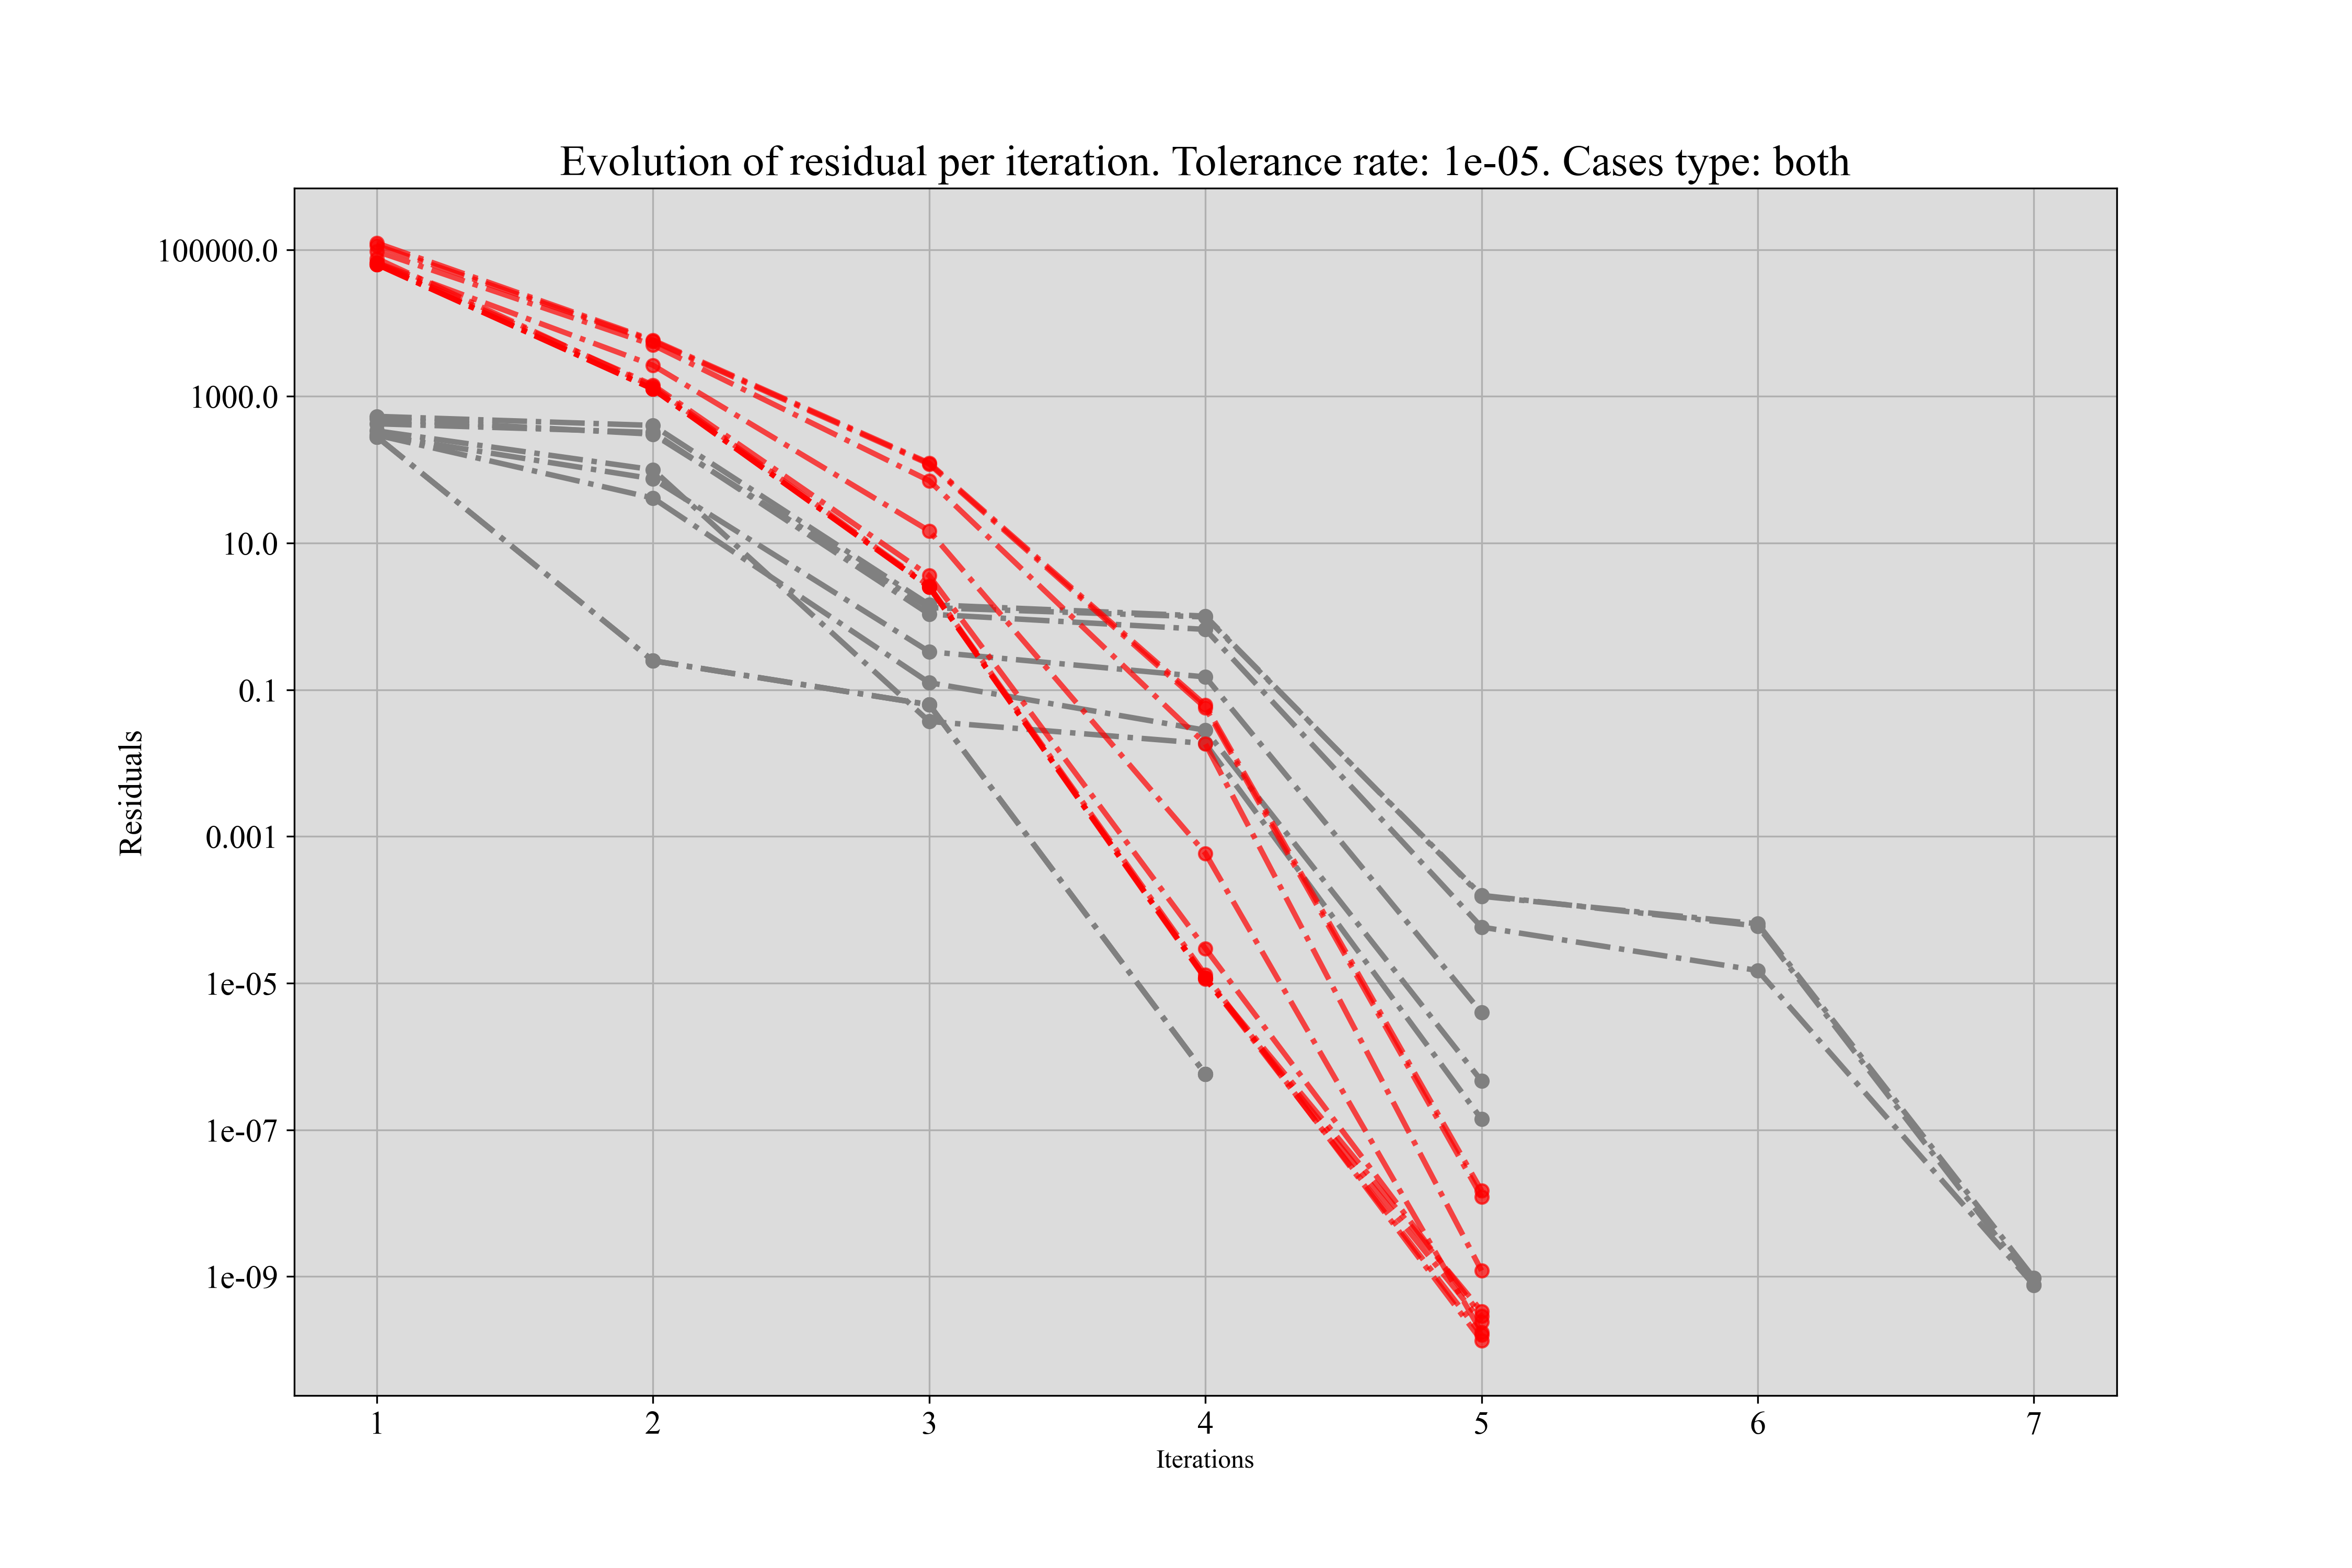 Evolution of residual per iteration. Tolerance rate: 1e-05. Cases type: both
100000.0
1000.0
10.0
0.1
0.001
1e-05
1e-07
1e-09
Residuals
1 2 3 4 5 6 7
Iterations